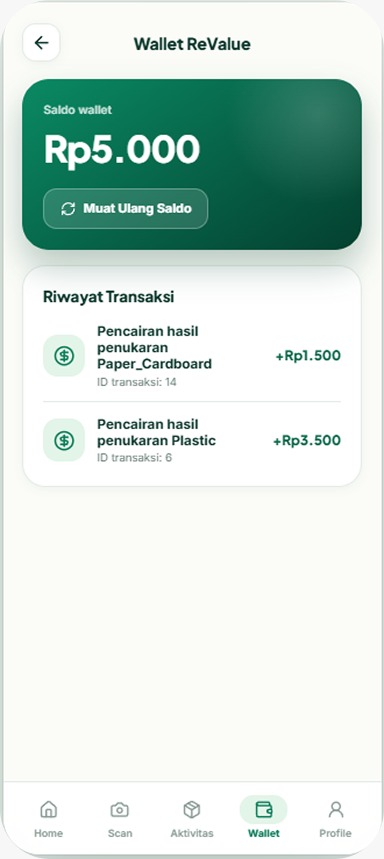 Wallet ReValue
Saldo wallet
Rp5.000
Muat Ulang Saldo
Riwayat Transaksi
Pencairan hasil
penukaran
Paper_Cardboard
+Rp1.500
ID transaksi: 14
Pencairan hasil
penukaran Plastic
+Rp3.500
ID transaksi: 6
Home
Scan
Aktivitas
Wallet
Profile